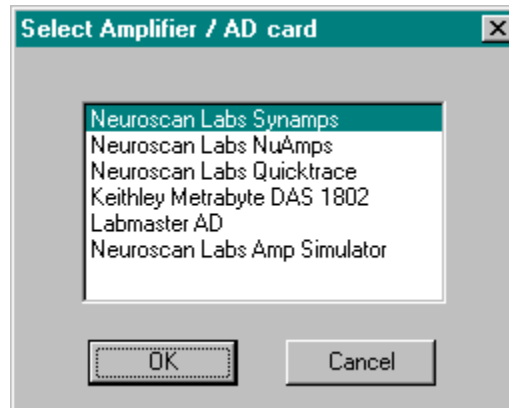 Select Amplifier / AD card
Neuroscan Labs Synamps
Neuroscan Labs NuAmps
Neuroscan Labs Quicktrace
Keithley Metrabyte DAS 1802
Labmaster AD
Neuroscan Labs Amp Simulator
OK
Cancel